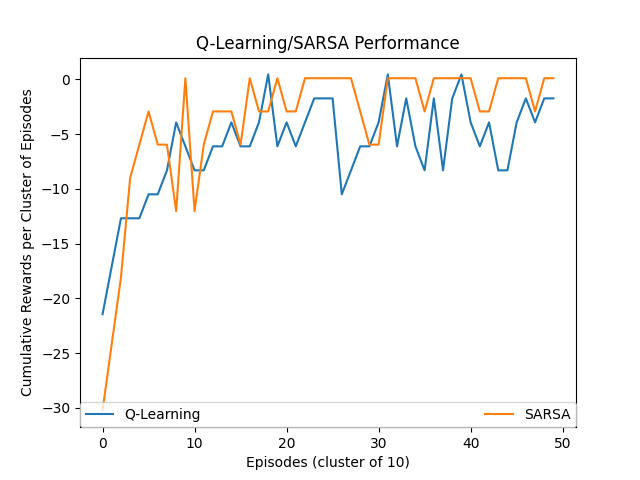 Q-Learning/SARSA Performance
Cumulative Rewards per Cluster of Episodes
0
−5
−10
−15
−20
−25
−30
Q-Learning
SARSA
0 10 20 30 40 50
Episodes (cluster of 10)